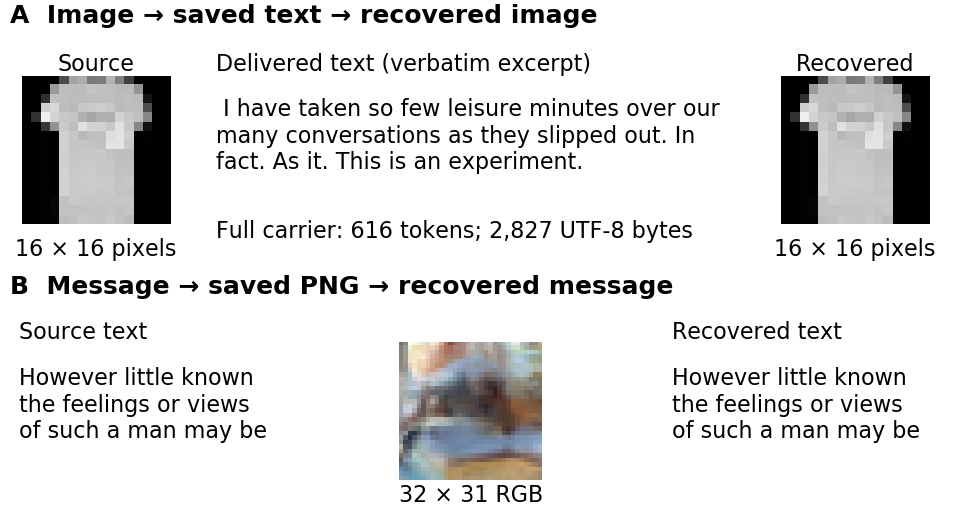 A Image → saved text → recovered image
Source
Delivered text (verbatim excerpt)
Recovered
I have taken so few leisure minutes over our
many conversations as they slipped out. In
fact. As it. This is an experiment.
Full carrier: 616 tokens; 2,827 UTF-8 bytes
16 × 16 pixels
16 × 16 pixels
B Message → saved PNG → recovered message
Source text
Recovered text
However little known
the feelings or views
of such a man may be
However little known
the feelings or views
of such a man may be
32 × 31 RGB